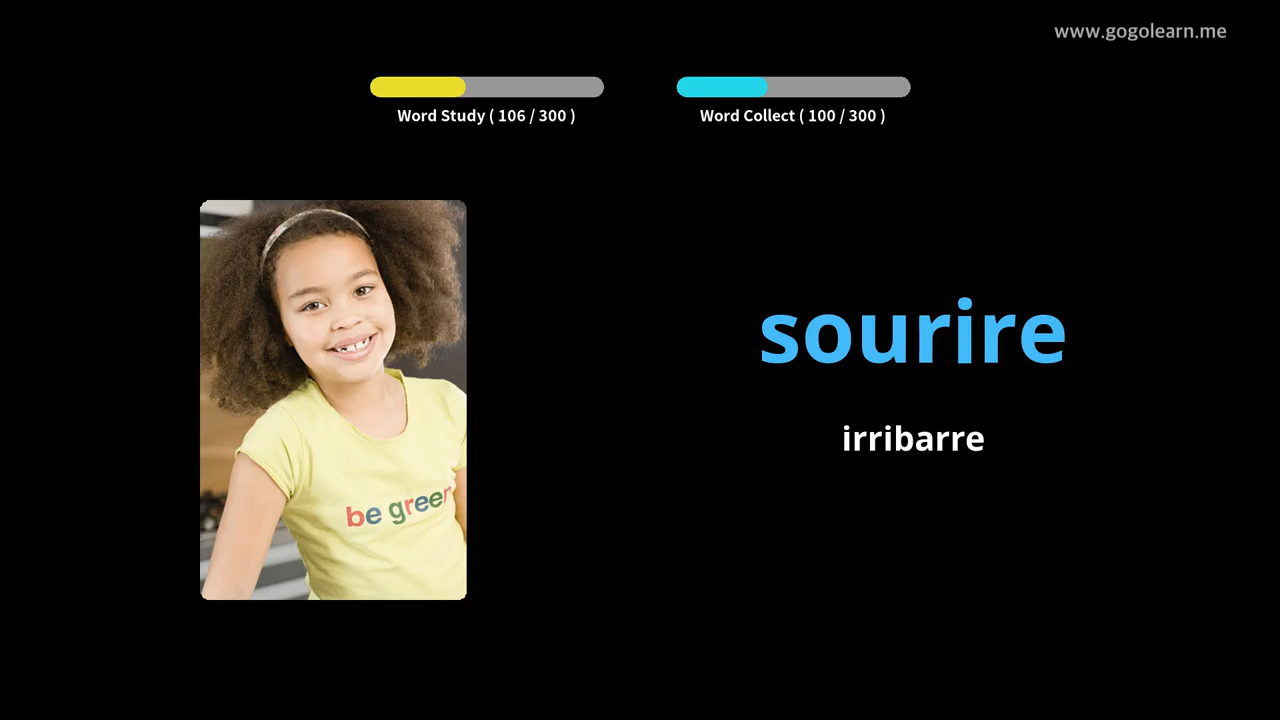 www.gogolearn.me
Word Study ( 106 / 300 )
Word Collect ( 100 / 300 )
sourire
irribarre
be green